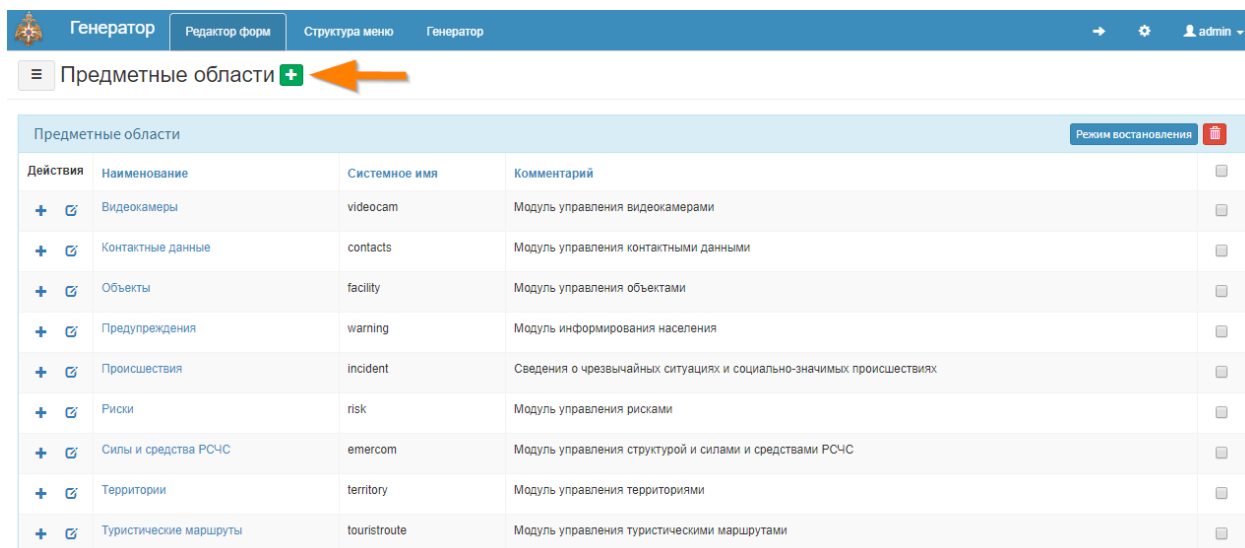 Генератор Редактор форм Структура меню Генератор admin
Предметные области
Предметные области Режим востановления
Действия Наименование Системное имя Комментарий
Видеокамеры videocam Модуль управления видеокамерами
Контактные данные contacts Модуль управления контактными данными
Объекты facility Модуль управления объектами
Предупреждения warning Модуль информирования населения
Происшествия incident Сведения о чрезвычайных ситуациях и социально-значимых происшествиях
Риски risk Модуль управления рисками
Силы и средства РСЧС emercom Модуль управления структурой и силами и средствами РСЧС
Территории territory Модуль управления территориями
Туристические маршруты touristroute Модуль управления туристическими маршрутами